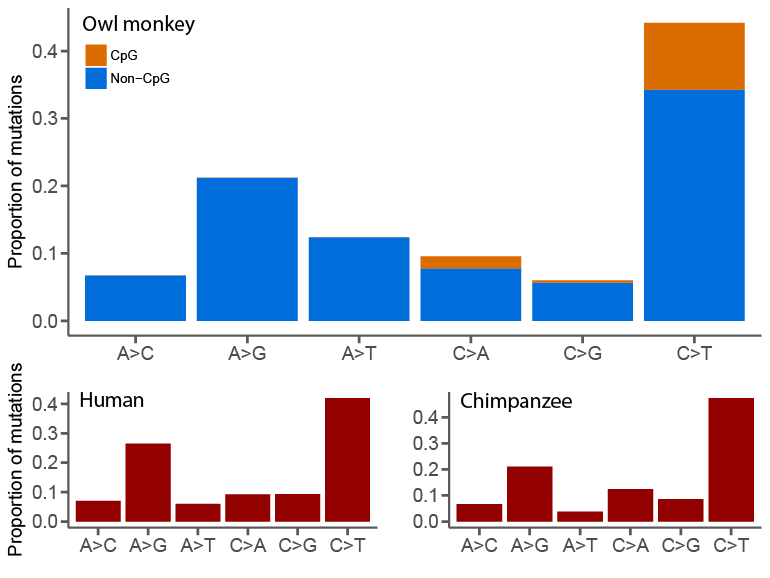 Owl monkey
CpG
Non−CpG
Proportion of mutations
0.4
0.3
0.2
0.1
0.0
A>C A>G A>T C>A C>G C>T
Human
Proportion of mutations
0.4
0.3
0.2
0.1
0.0
A>C A>G A>T C>A C>G C>T
Chimpanzee
0.4
0.3
0.2
0.1
0.0
A>C A>G A>T C>A C>G C>T